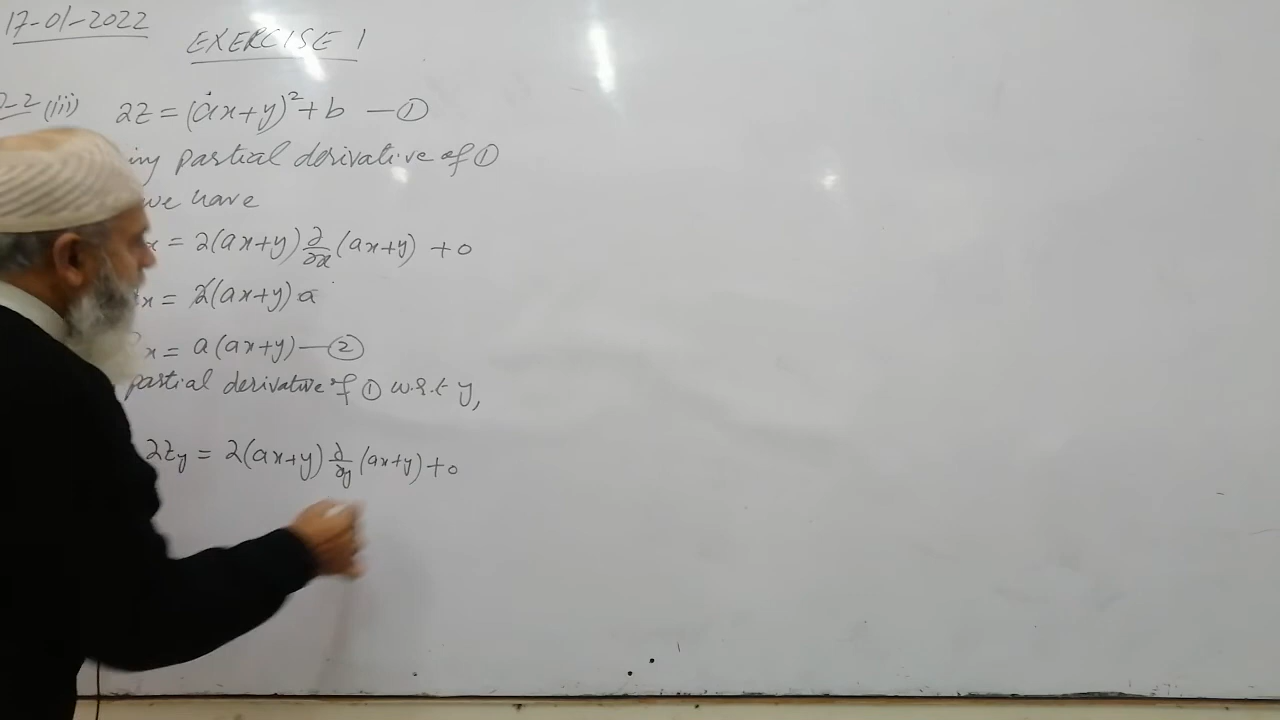 17-01-2022
EXERCISE 1
Q-2 (iii) 2z = (ax+y)² + b —①
partial derivative of ①
we have
x = 2(ax+y) ∂/∂x (ax+y) + 0
x = 2(ax+y) a
x = a(ax+y) —②
partial derivative of ① w.r.t y,
2zy = 2(ax+y) ∂/∂y (ax+y) + 0